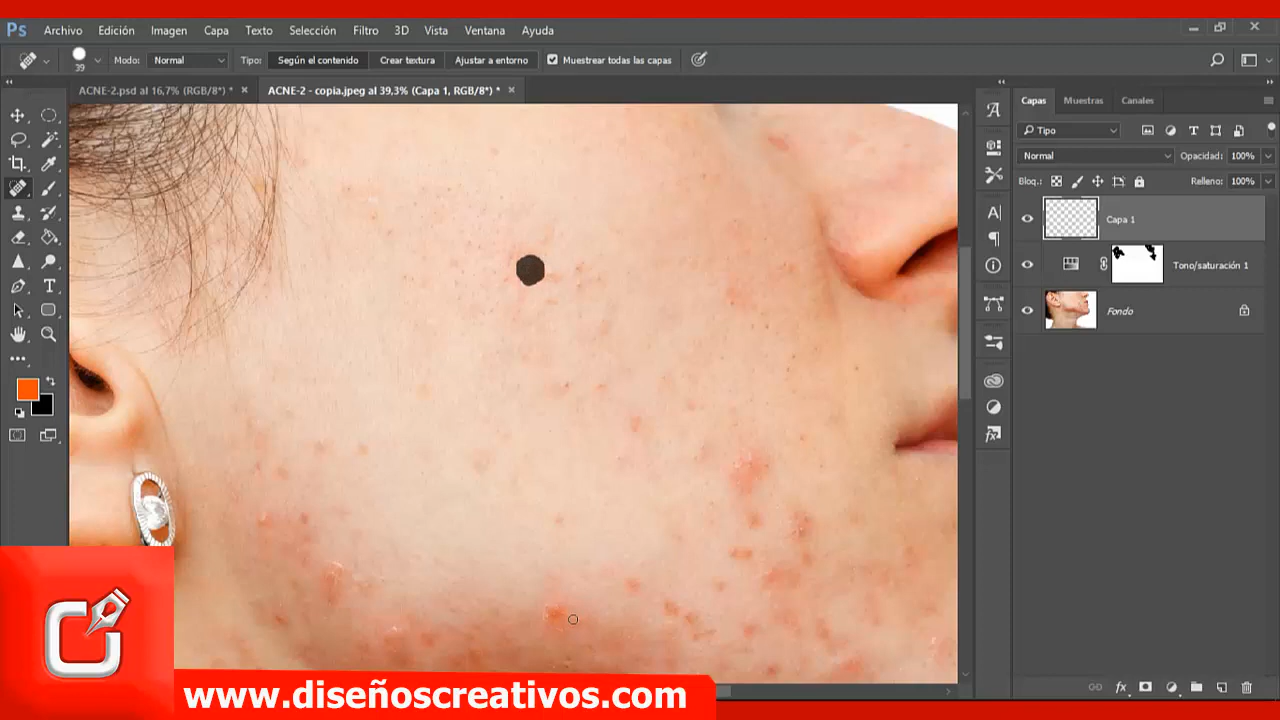 Ps Archivo Edición Imagen Capa Texto Selección Filtro 3D Vista Ventana Ayuda
39 Modo: Normal Tipo: Según el contenido Crear textura Ajustar a entorno Muestrear todas las capas
ACNE-2.psd al 16,7% (RGB/8*) * ACNE-2 - copia.jpeg al 39,3% (Capa 1, RGB/8*) *
Capas Muestras Canales
Tipo
Normal Opacidad: 100%
Bloq.: Relleno: 100%
Capa 1
Tono/saturación 1
Fondo
www.diseñoscreativos.com